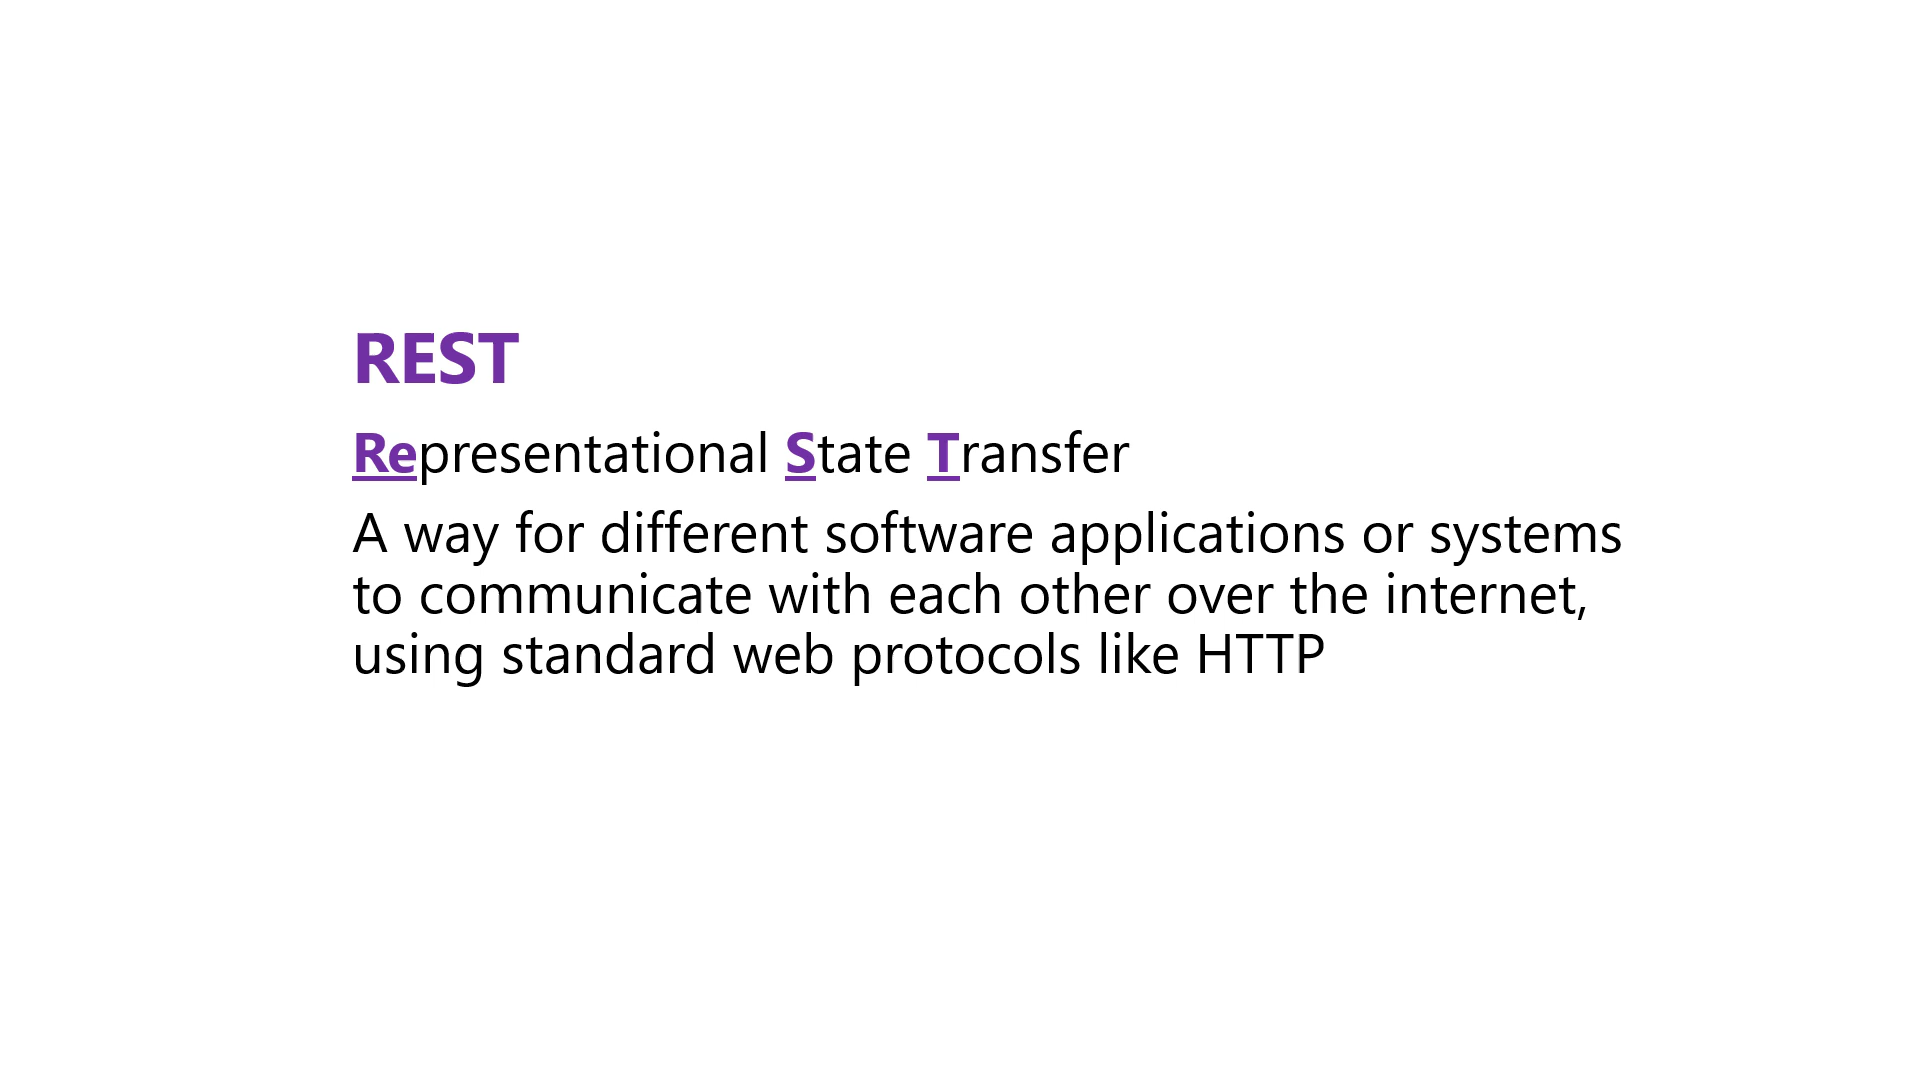 REST
Representational State Transfer
A way for different software applications or systems
to communicate with each other over the internet,
using standard web protocols like HTTP